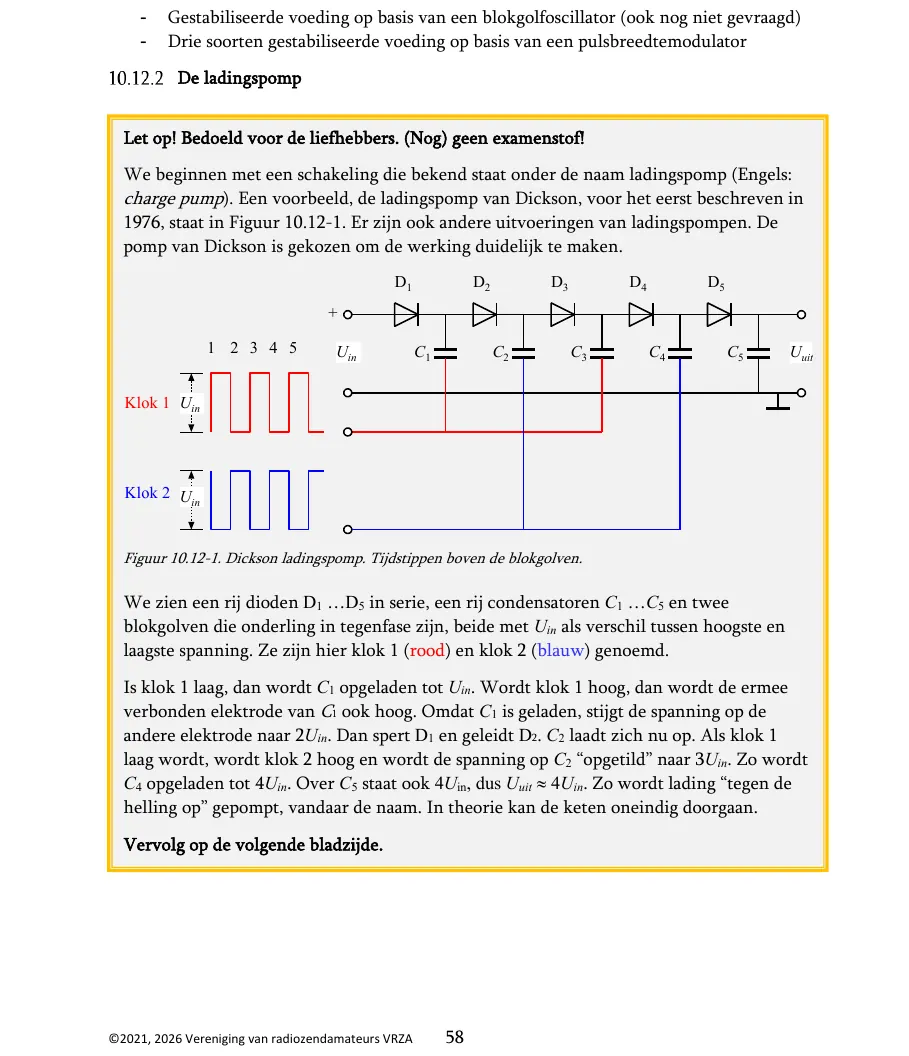 - Gestabiliseerde voeding op basis van een blokgolfoscillator (ook nog niet gevraagd)
- Drie soorten gestabiliseerde voeding op basis van een pulsbreedtemodulator
10.12.2 De ladingspomp
Let op! Bedoeld voor de liefhebbers. (Nog) geen examenstof!
We beginnen met een schakeling die bekend staat onder de naam ladingspomp (Engels:
charge pump). Een voorbeeld, de ladingspomp van Dickson, voor het eerst beschreven in
1976, staat in Figuur 10.12-1. Er zijn ook andere uitvoeringen van ladingspompen. De
pomp van Dickson is gekozen om de werking duidelijk te maken.
D1 D2 D3 D4 D5
+
1 2 3 4 5
Uin C1 C2 C3 C4 C5 Uuit
Klok 1 Uin
Klok 2 Uin
Figuur 10.12-1. Dickson ladingspomp. Tijdstippen boven de blokgolven.
We zien een rij dioden D1 …D5 in serie, een rij condensatoren C1 …C5 en twee
blokgolven die onderling in tegenfase zijn, beide met Uin als verschil tussen hoogste en
laagste spanning. Ze zijn hier klok 1 (rood) en klok 2 (blauw) genoemd.
Is klok 1 laag, dan wordt C1 opgeladen tot Uin. Wordt klok 1 hoog, dan wordt de ermee
verbonden elektrode van C1 ook hoog. Omdat C1 is geladen, stijgt de spanning op de
andere elektrode naar 2Uin. Dan spert D1 en geleidt D2. C2 laadt zich nu op. Als klok 1
laag wordt, wordt klok 2 hoog en wordt de spanning op C2 “opgetild” naar 3Uin. Zo wordt
C4 opgeladen tot 4Uin. Over C5 staat ook 4Uin, dus Uuit ≈ 4Uin. Zo wordt lading “tegen de
helling op” gepompt, vandaar de naam. In theorie kan de keten oneindig doorgaan.
Vervolg op de volgende bladzijde.
©2021, 2026 Vereniging van radiozendamateurs VRZA 58